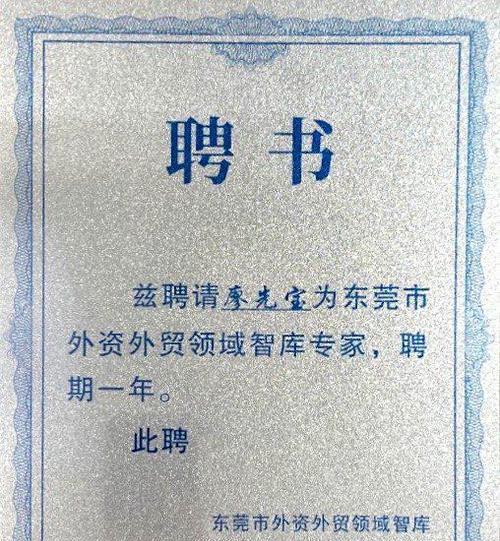 聘书
兹聘请廖先宝为东莞市
外资外贸领域智库专家，聘
期一年。
此聘
东莞市外资外贸领域智库